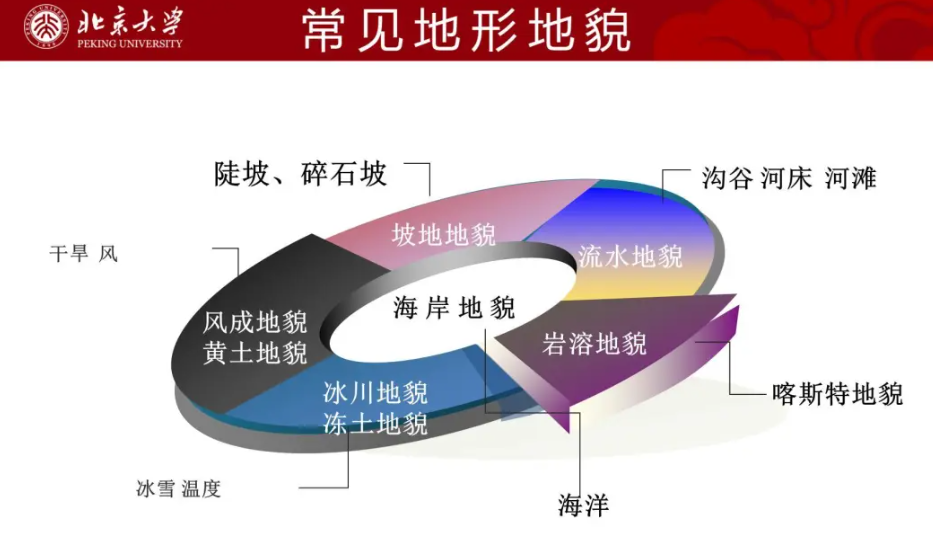 北京大学
PEKING UNIVERSITY
常见地形地貌
陡坡、碎石坡
沟谷 河床 河滩
坡地地貌
干旱 风
流水地貌
海岸地貌
风成地貌
黄土地貌
岩溶地貌
冰川地貌
冻土地貌
喀斯特地貌
冰雪 温度
海洋